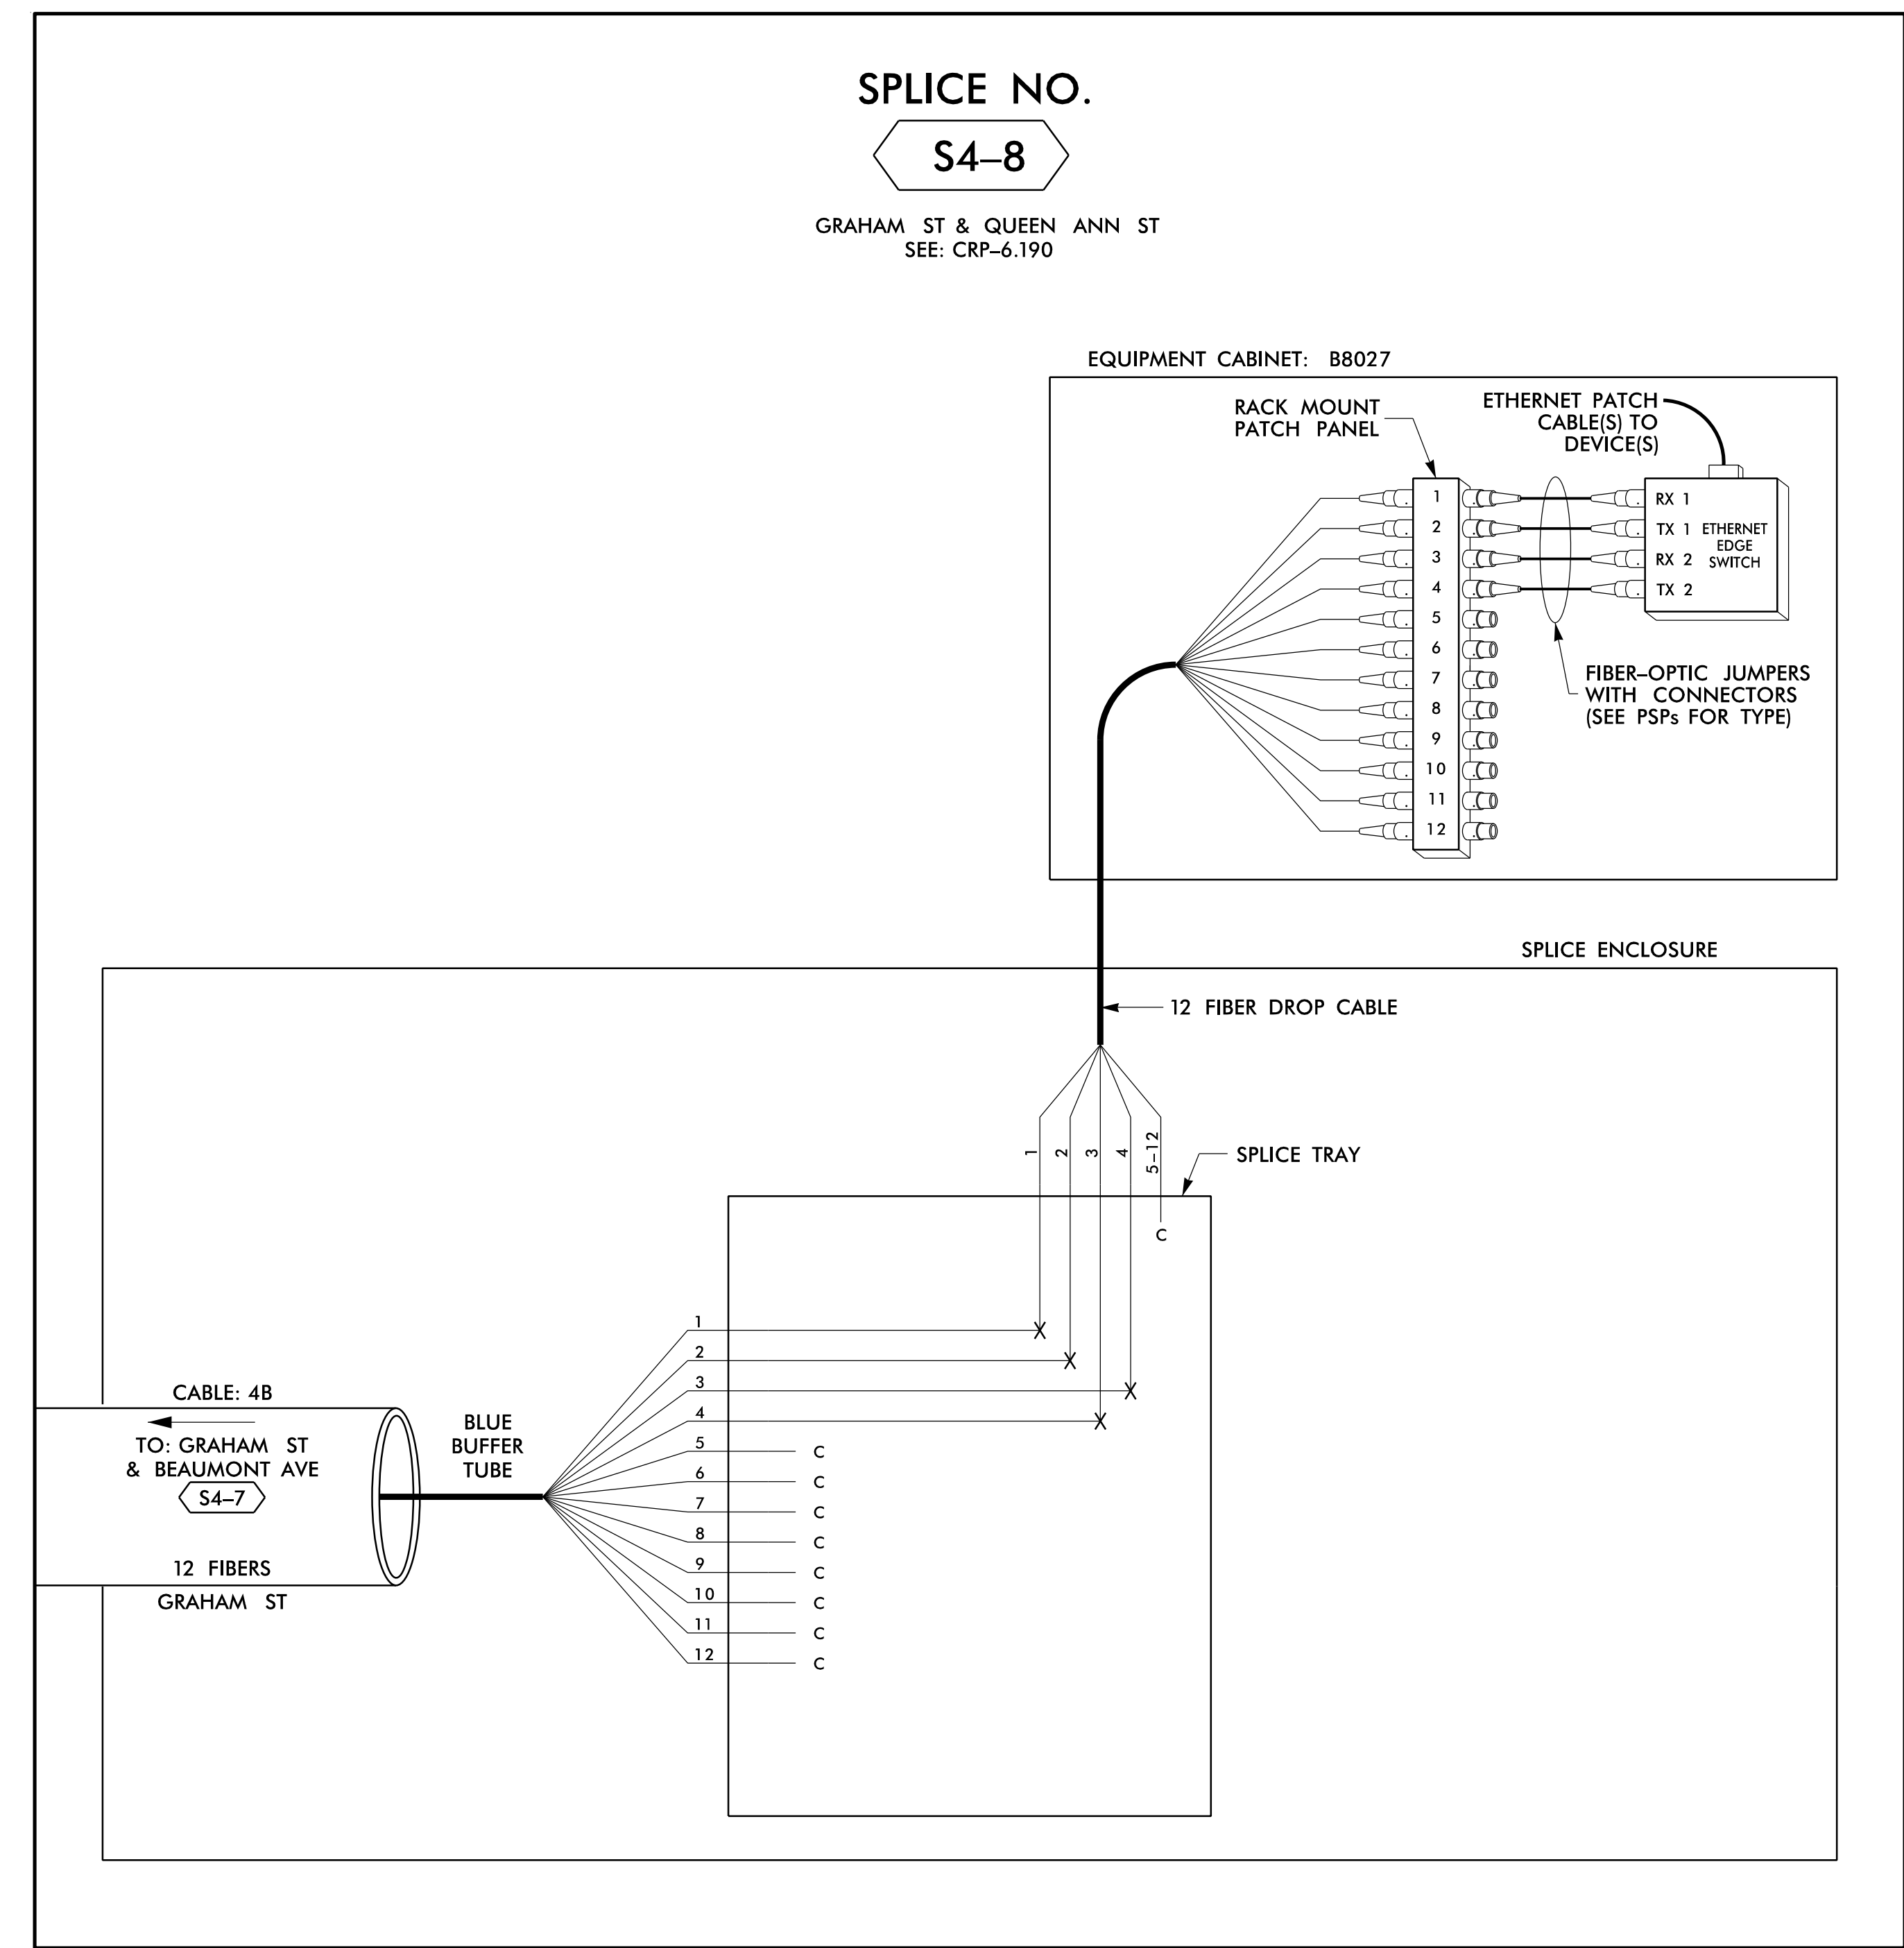 SPLICE NO.
S4–8
GRAHAM ST & QUEEN ANN ST
SEE: CRP–6.190
EQUIPMENT CABINET: B8027
RACK MOUNT
PATCH PANEL
ETHERNET PATCH
CABLE(S) TO
DEVICE(S)
1
2
3
4
5
6
7
8
9
10
11
12
RX 1
TX 1
RX 2
TX 2
ETHERNET
EDGE
SWITCH
FIBER–OPTIC JUMPERS
WITH CONNECTORS
(SEE PSPs FOR TYPE)
SPLICE ENCLOSURE
12 FIBER DROP CABLE
1
2
3
4
5–12
SPLICE TRAY
C
1
2
3
4
5
6
7
8
9
10
11
12
C
C
C
C
C
C
C
C
CABLE: 4B
TO: GRAHAM ST
& BEAUMONT AVE
S4–7
12 FIBERS
GRAHAM ST
BLUE
BUFFER
TUBE